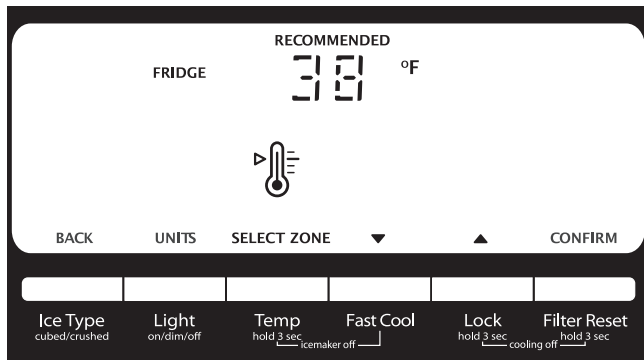 RECOMMENDED
FRIDGE 38 °F
BACK UNITS SELECT ZONE ▼ ▲ CONFIRM
Ice Type Light Temp Fast Cool Lock Filter Reset
cubed/crushed on/dim/off hold 3 sec hold 3 sec hold 3 sec
icemaker off cooling off